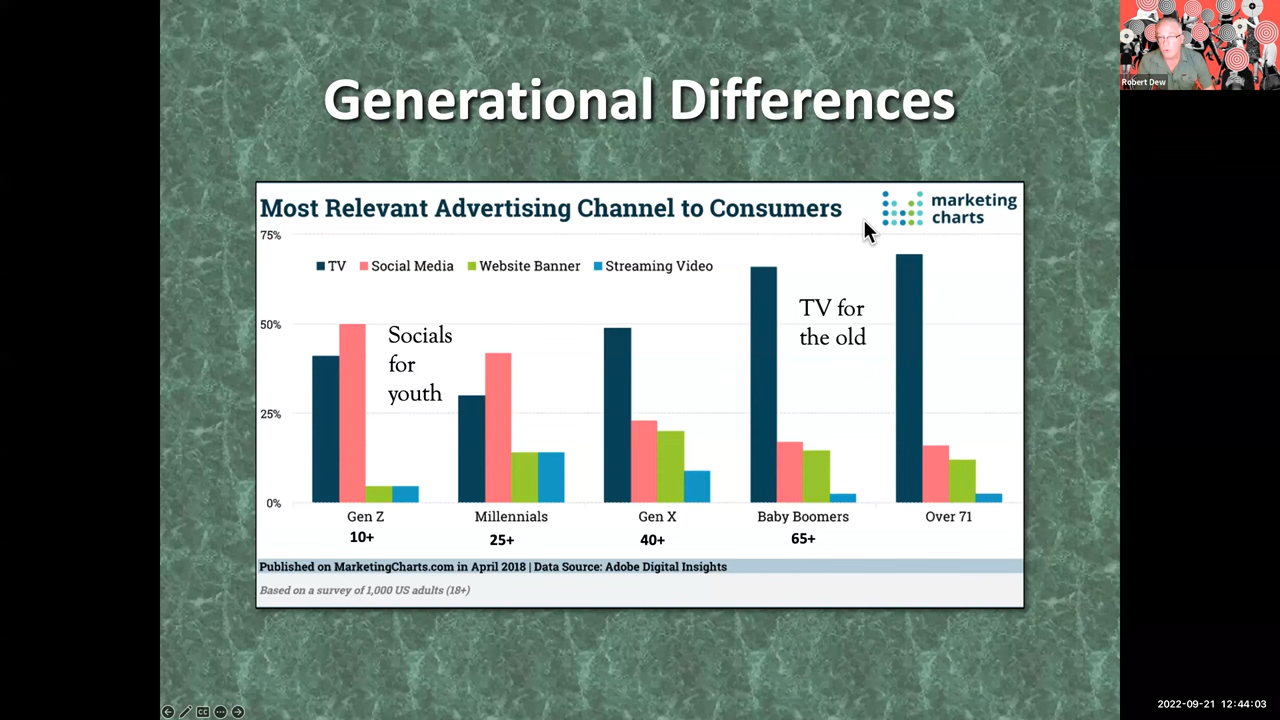 Generational Differences
Most Relevant Advertising Channel to Consumers
marketing
charts
75%
TV Social Media Website Banner Streaming Video
50%
25%
0%
Socials
for
youth
TV for
the old
Gen Z Millennials Gen X Baby Boomers Over 71
10+ 25+ 40+ 65+
Published on MarketingCharts.com in April 2018 | Data Source: Adobe Digital Insights
Based on a survey of 1,000 US adults (18+)
Robert Dew
CC
2022-09-21 12:44:03